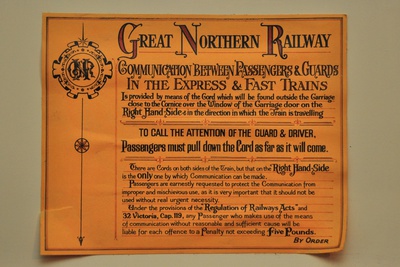 GNR
GREAT NORTHERN RAILWAY
COMMUNICATION BETWEEN PASSENGERS & GUARDS
IN THE EXPRESS & FAST TRAINS
Is provided by means of the Cord which will be found outside the Carriage
close to the Cornice over the Window of the Carriage door on the
Right Hand-Side & in the direction in which the Train is travelling
TO CALL THE ATTENTION OF THE GUARD & DRIVER,
Passengers must pull down the Cord as far as it will come.
There are Cords on both sides of the Train, but that on the Right Hand-Side
is the only one by which Communication can be made.
Passengers are earnestly requested to protect the Communication from
improper and mischievous use, as it is very important that it should not be
used without real urgent necessity.
Under the provisions of the "Regulation of Railways Acts" and
32 Victoria, Cap. 119, any Passenger who makes use of the means
of communication without reasonable and sufficient cause will be
liable for each offence to a Penalty not exceeding Five Pounds.
BY ORDER